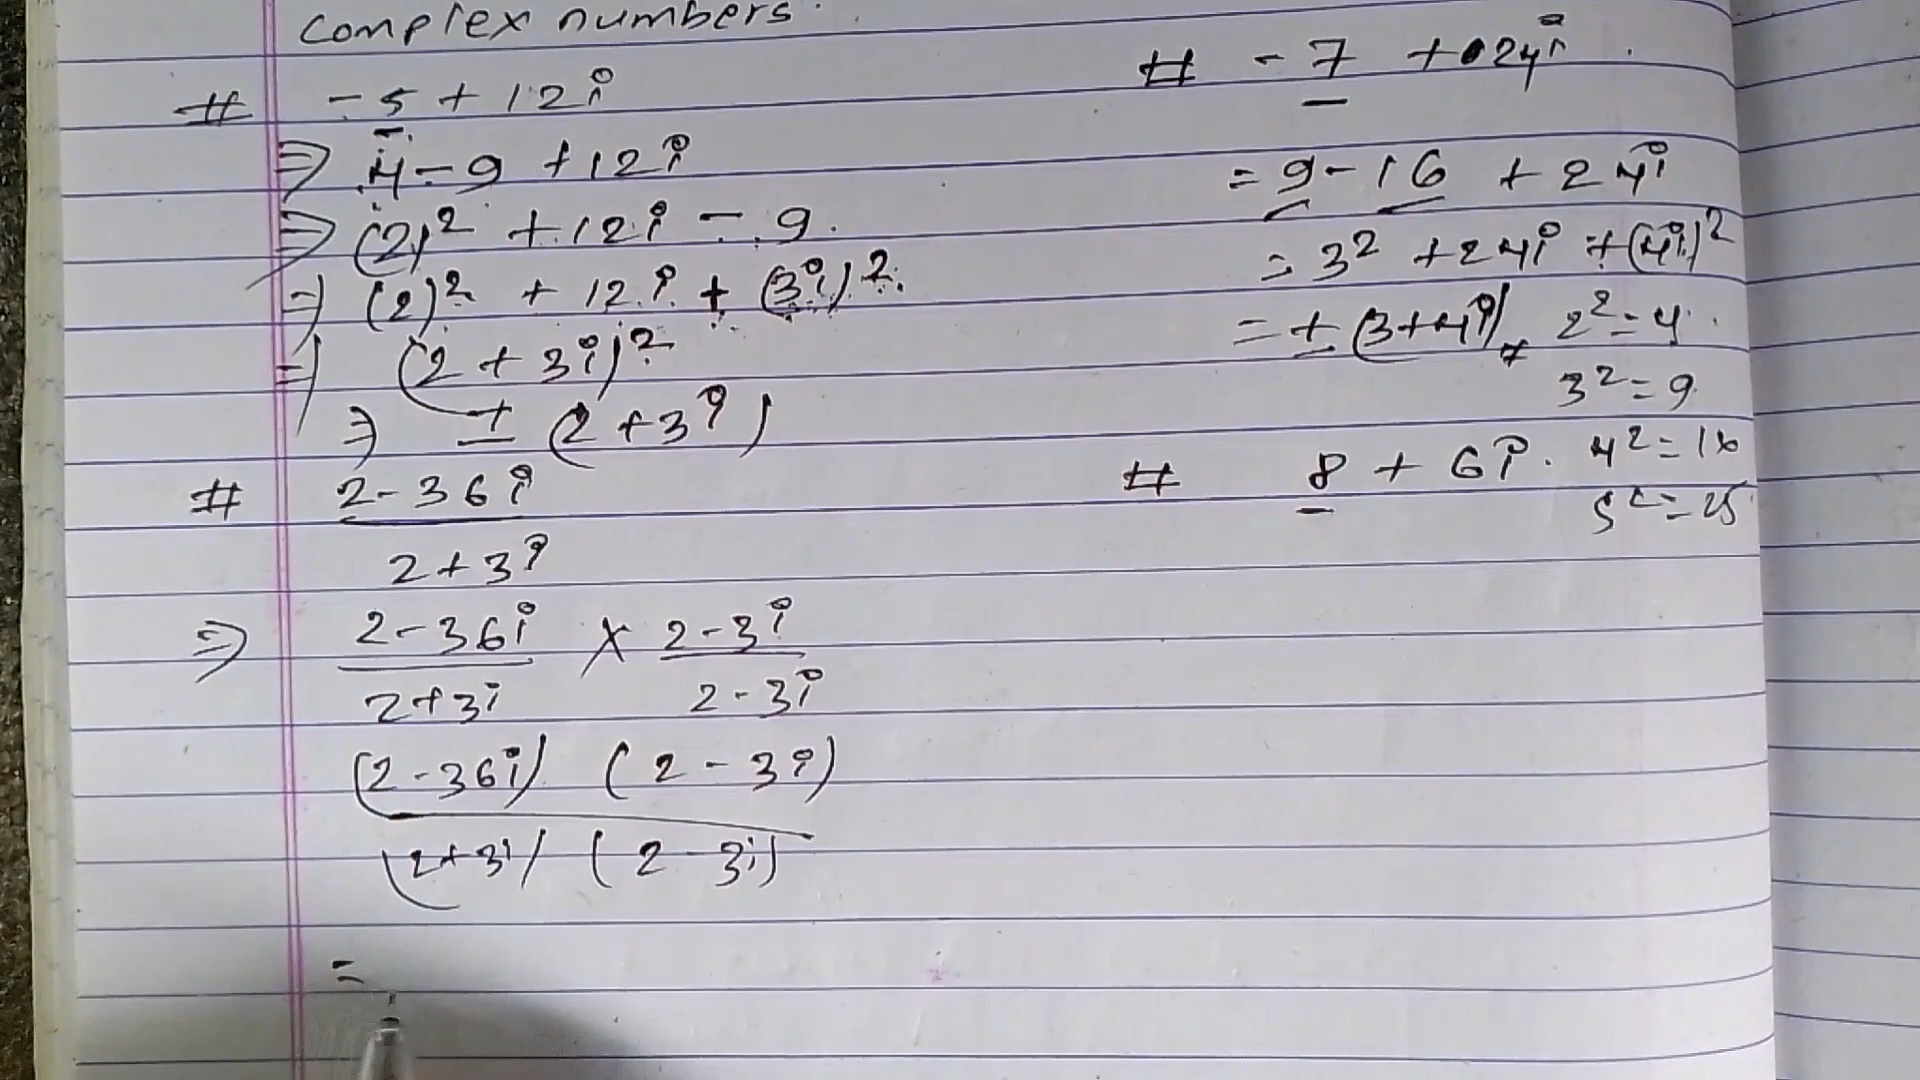 complex numbers.
# -5 + 12i
⇒ 4 - 9 + 12i
⇒ (2)² + 12i - 9.
⇒ (2)² + 12i + (3i)².
⇒ (2 + 3i)²
⇒ ± (2 + 3i)
# 2 - 36i
2 + 3i
⇒ 2 - 36i × 2 - 3i
2 + 3i 2 - 3i
(2 - 36i) (2 - 3i)
(2 + 3i) (2 - 3i)
=
# -7 + 24i
= 9 - 16 + 24i
= 3² + 24i + (4i)²
= ± (3 + 4i) 2² = 4
3² = 9
# 8 + 6i. 4² = 16
5² = 25